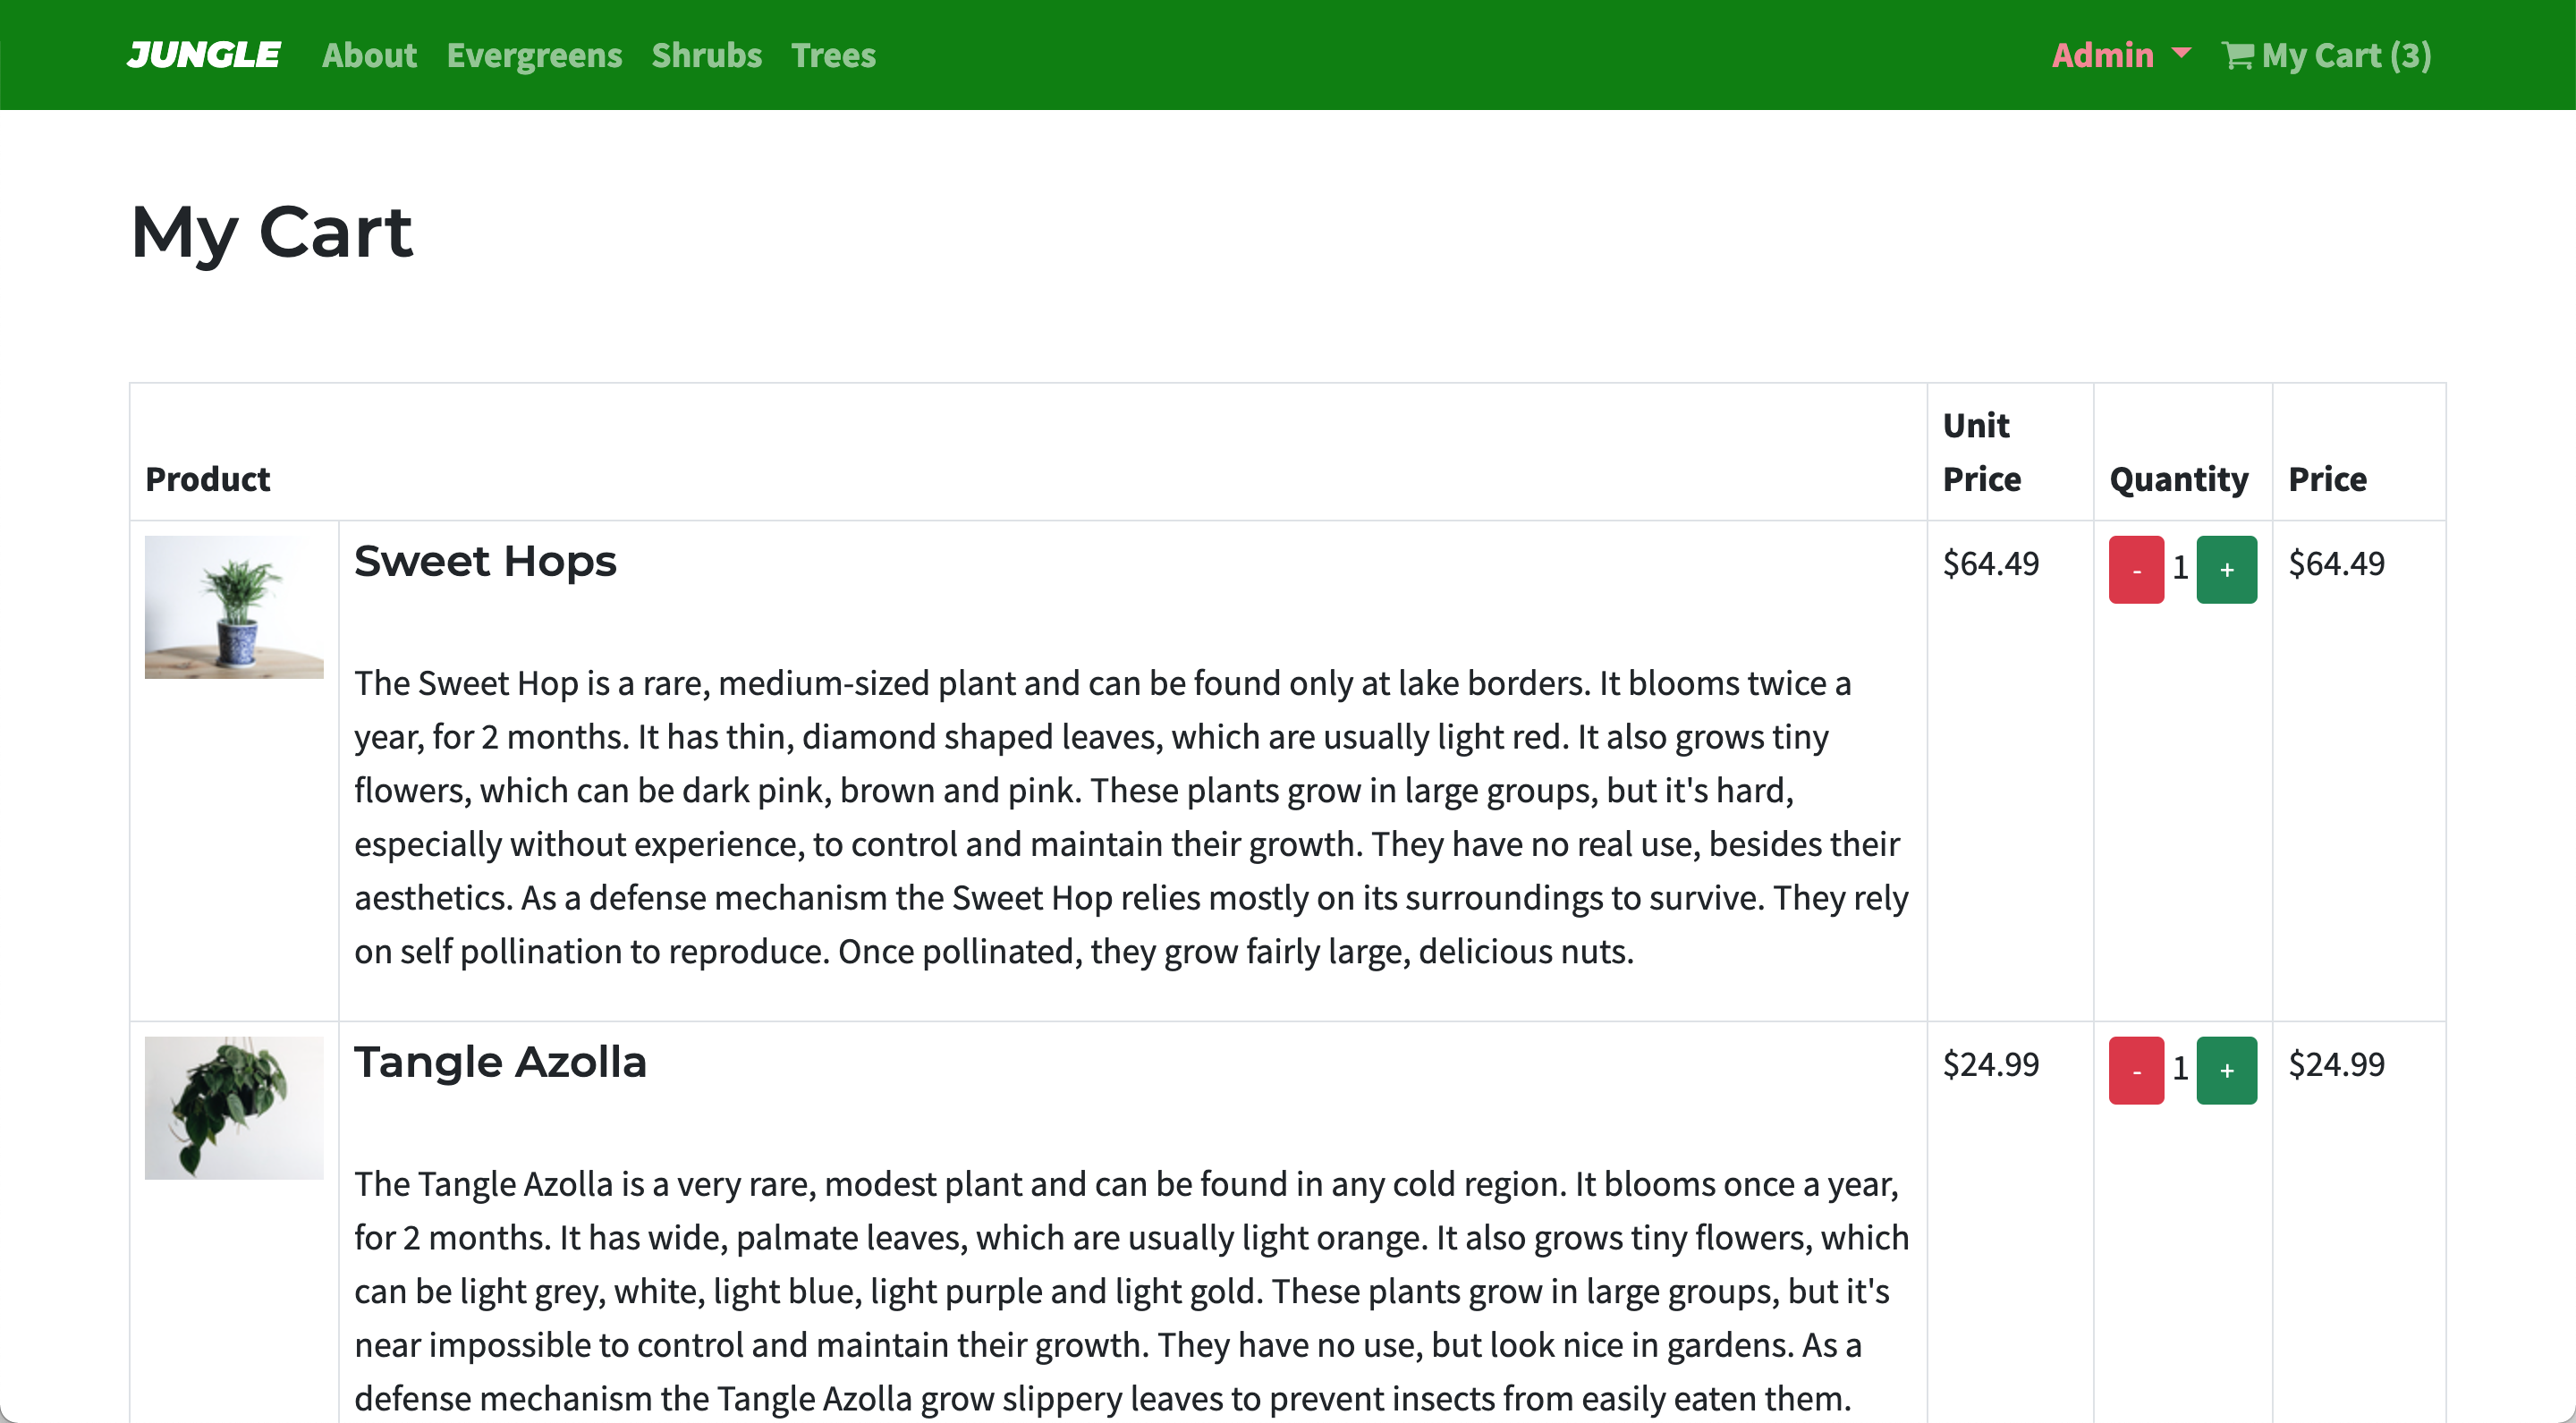 JUNGLE About Evergreens Shrubs Trees Admin My Cart (3)
My Cart
Product Unit Price Quantity Price
Sweet Hops $64.49 - 1 + $64.49
The Sweet Hop is a rare, medium-sized plant and can be found only at lake borders. It blooms twice a
year, for 2 months. It has thin, diamond shaped leaves, which are usually light red. It also grows tiny
flowers, which can be dark pink, brown and pink. These plants grow in large groups, but it's hard,
especially without experience, to control and maintain their growth. They have no real use, besides their
aesthetics. As a defense mechanism the Sweet Hop relies mostly on its surroundings to survive. They rely
on self pollination to reproduce. Once pollinated, they grow fairly large, delicious nuts.
Tangle Azolla $24.99 - 1 + $24.99
The Tangle Azolla is a very rare, modest plant and can be found in any cold region. It blooms once a year,
for 2 months. It has wide, palmate leaves, which are usually light orange. It also grows tiny flowers, which
can be light grey, white, light blue, light purple and light gold. These plants grow in large groups, but it's
near impossible to control and maintain their growth. They have no use, but look nice in gardens. As a
defense mechanism the Tangle Azolla grow slippery leaves to prevent insects from easily eaten them.